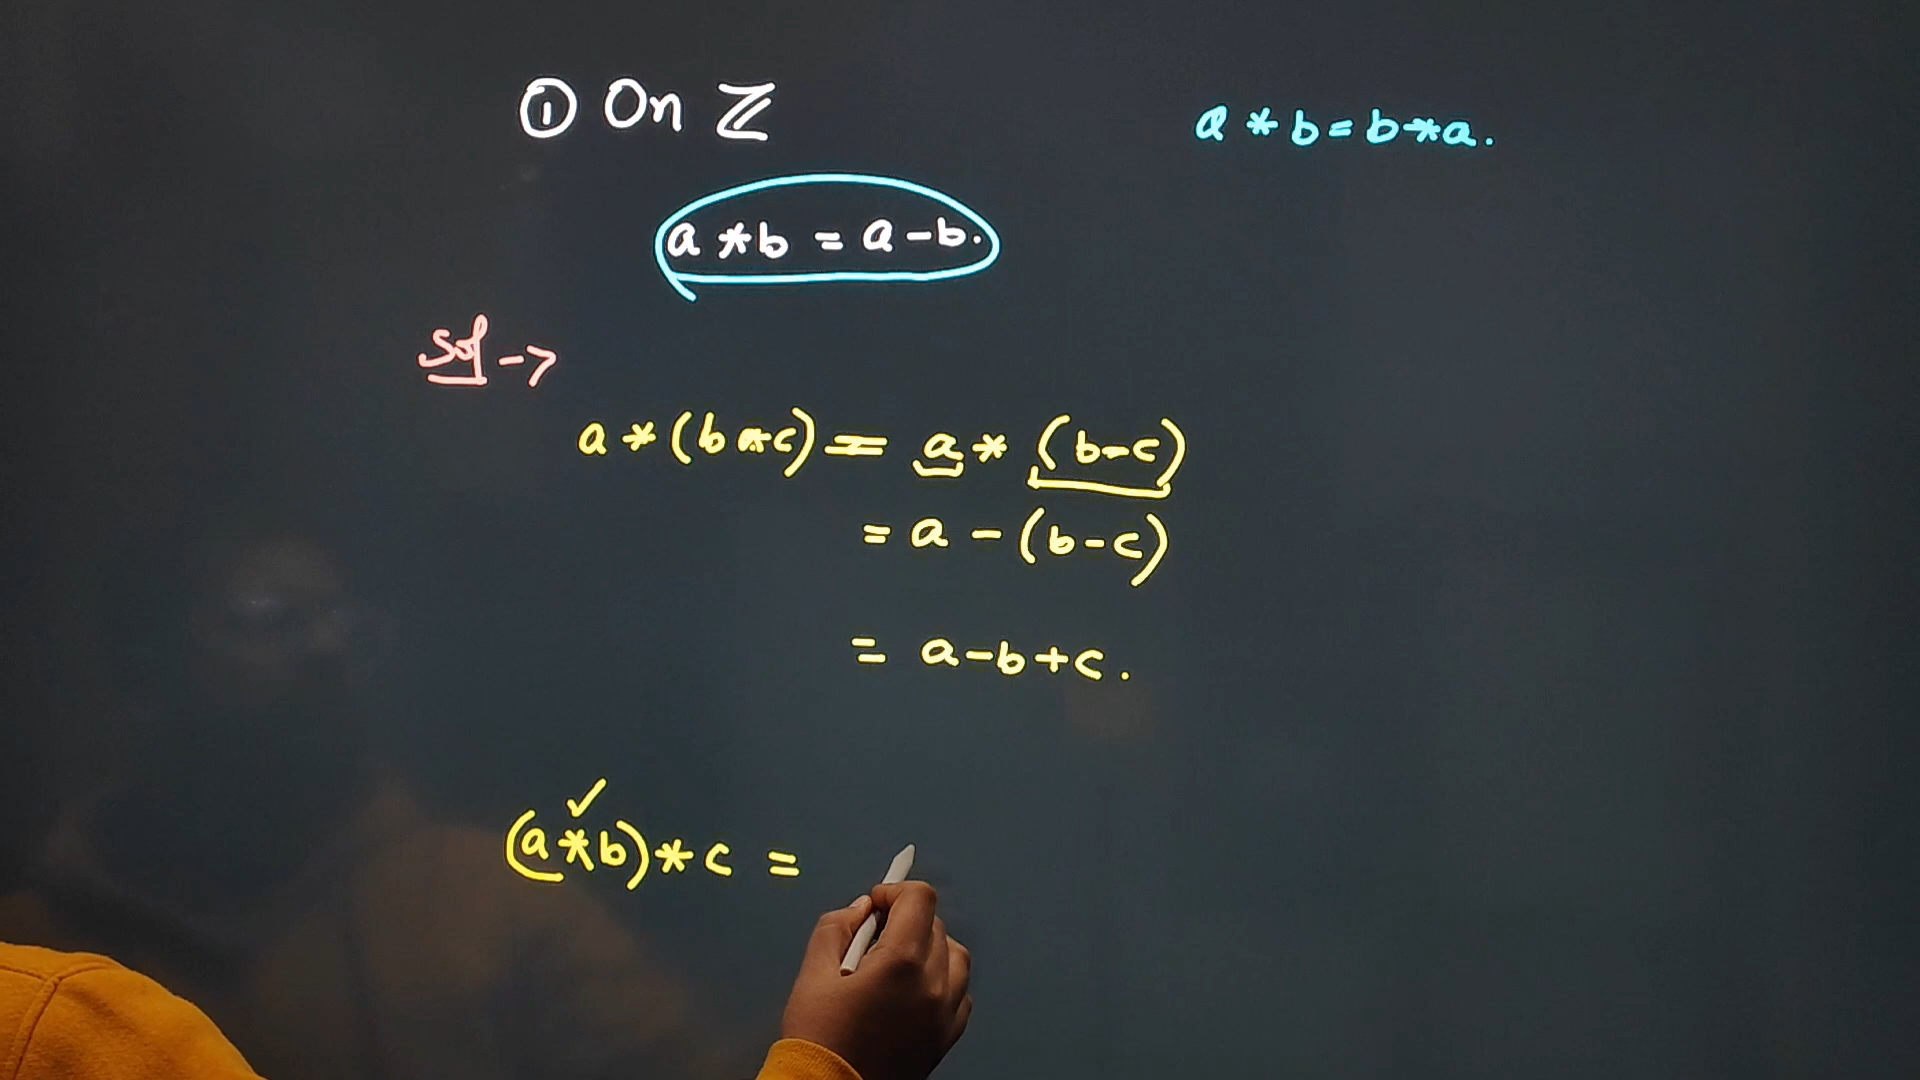 ① On ℤ
a * b = b * a.
a * b = a - b.
Sol ->
a * (b * c) = a * (b - c)
= a - (b - c)
= a - b + c.
✓
(a * b) * c =